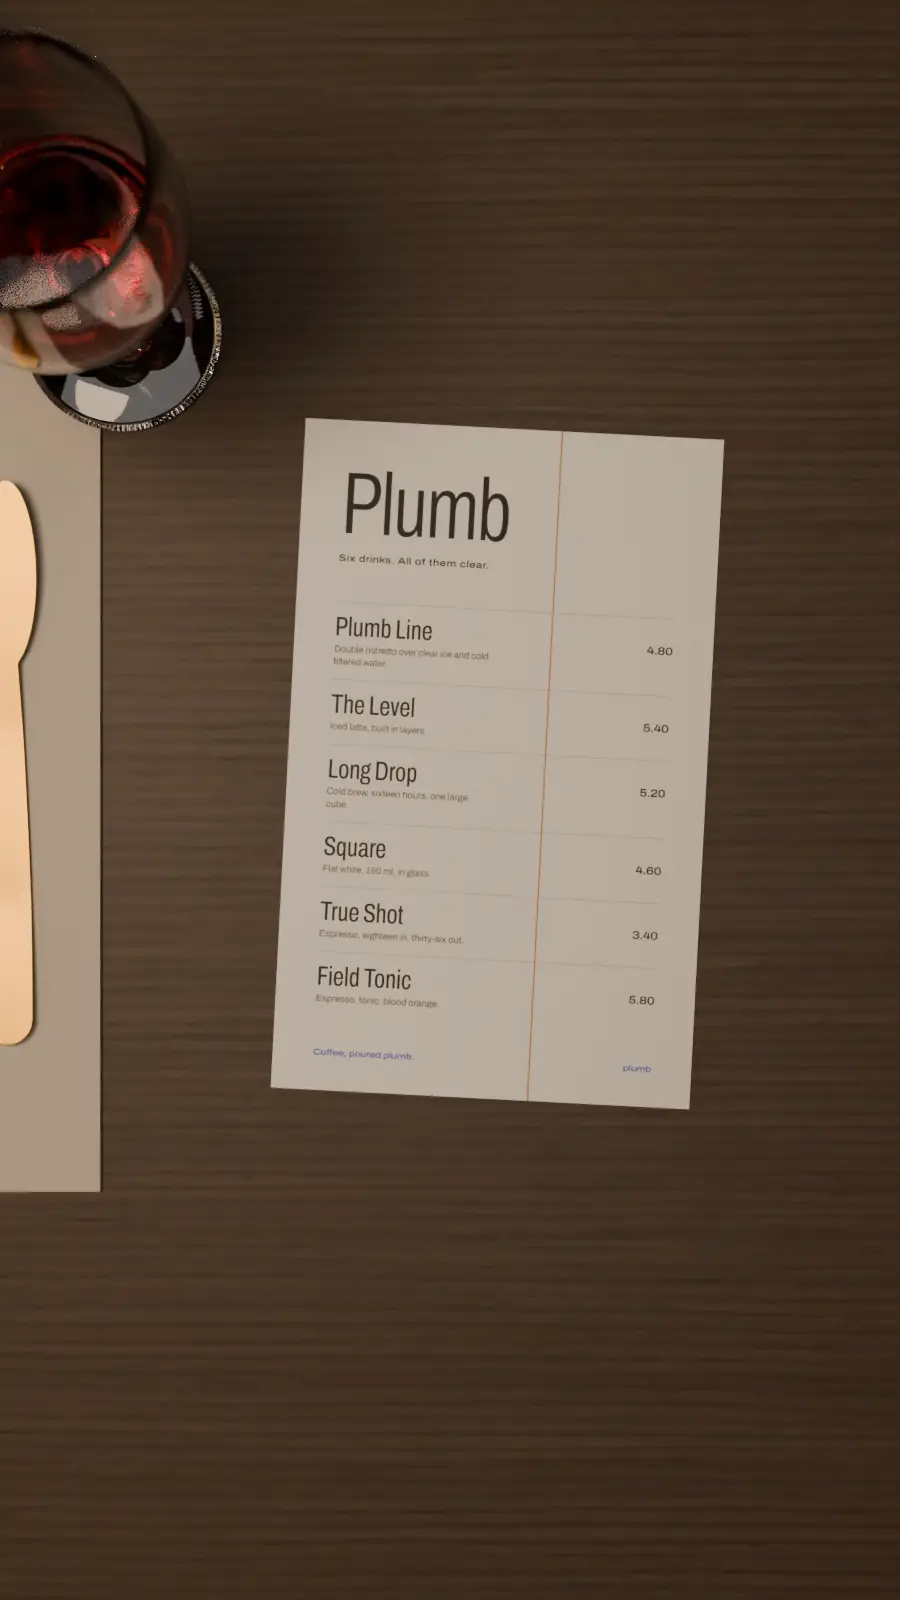 Plumb
Six drinks. All of them clear.
Plumb Line
4.80
Double ristretto over clear ice and cold
filtered water
The Level
5.40
Iced latte, built in layers.
Long Drop
5.20
Cold brew, sixteen hours, one large
cube.
Square
4.60
Flat white, 160 ml, in glass.
True Shot
3.40
Espresso, eighteen in, thirty-six out.
Field Tonic
5.80
Espresso, tonic, blood orange.
Coffee, poured plumb.
plumb